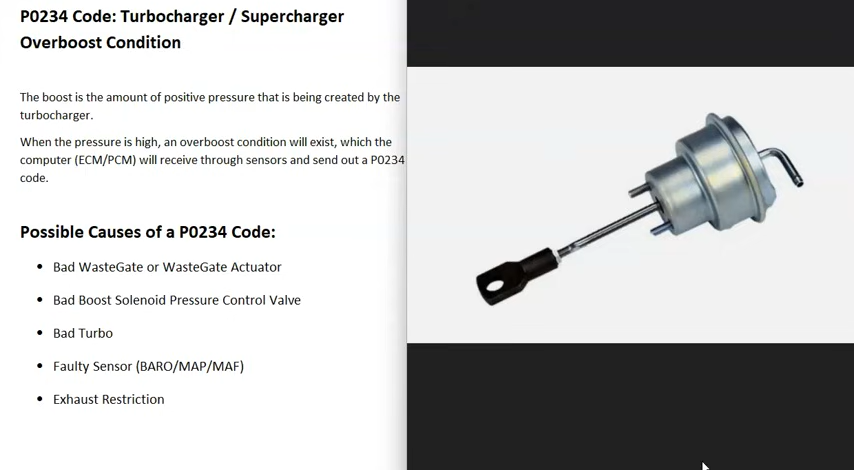 P0234 Code: Turbocharger / Supercharger
Overboost Condition
The boost is the amount of positive pressure that is being created by the
turbocharger.
When the pressure is high, an overboost condition will exist, which the
computer (ECM/PCM) will receive through sensors and send out a P0234
code.
Possible Causes of a P0234 Code:
• Bad WasteGate or WasteGate Actuator
• Bad Boost Solenoid Pressure Control Valve
• Bad Turbo
• Faulty Sensor (BARO/MAP/MAF)
• Exhaust Restriction